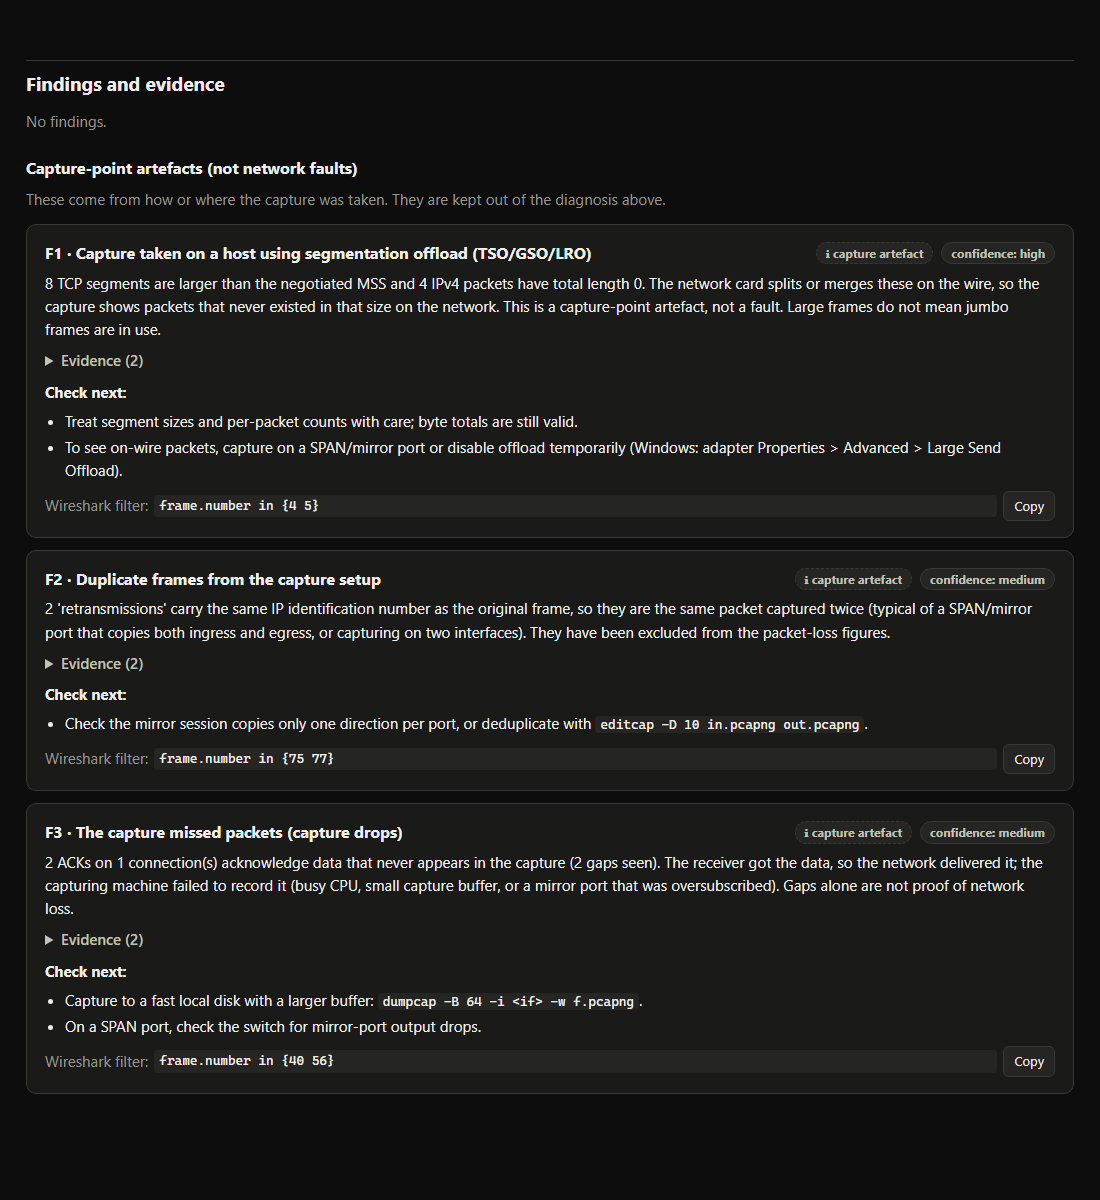 Findings and evidence
No findings.
Capture-point artefacts (not network faults)
These come from how or where the capture was taken. They are kept out of the diagnosis above.
F1 · Capture taken on a host using segmentation offload (TSO/GSO/LRO)
i capture artefact
confidence: high
8 TCP segments are larger than the negotiated MSS and 4 IPv4 packets have total length 0. The network card splits or merges these on the wire, so the
capture shows packets that never existed in that size on the network. This is a capture-point artefact, not a fault. Large frames do not mean jumbo
frames are in use.
▶ Evidence (2)
Check next:
• Treat segment sizes and per-packet counts with care; byte totals are still valid.
• To see on-wire packets, capture on a SPAN/mirror port or disable offload temporarily (Windows: adapter Properties > Advanced > Large Send
Offload).
Wireshark filter: frame.number in {4 5}
Copy
F2 · Duplicate frames from the capture setup
i capture artefact
confidence: medium
2 'retransmissions' carry the same IP identification number as the original frame, so they are the same packet captured twice (typical of a SPAN/mirror
port that copies both ingress and egress, or capturing on two interfaces). They have been excluded from the packet-loss figures.
▶ Evidence (2)
Check next:
• Check the mirror session copies only one direction per port, or deduplicate with editcap -D 10 in.pcapng out.pcapng.
Wireshark filter: frame.number in {75 77}
Copy
F3 · The capture missed packets (capture drops)
i capture artefact
confidence: medium
2 ACKs on 1 connection(s) acknowledge data that never appears in the capture (2 gaps seen). The receiver got the data, so the network delivered it; the
capturing machine failed to record it (busy CPU, small capture buffer, or a mirror port that was oversubscribed). Gaps alone are not proof of network
loss.
▶ Evidence (2)
Check next:
• Capture to a fast local disk with a larger buffer: dumpcap -B 64 -i <if> -w f.pcapng.
• On a SPAN port, check the switch for mirror-port output drops.
Wireshark filter: frame.number in {40 56}
Copy